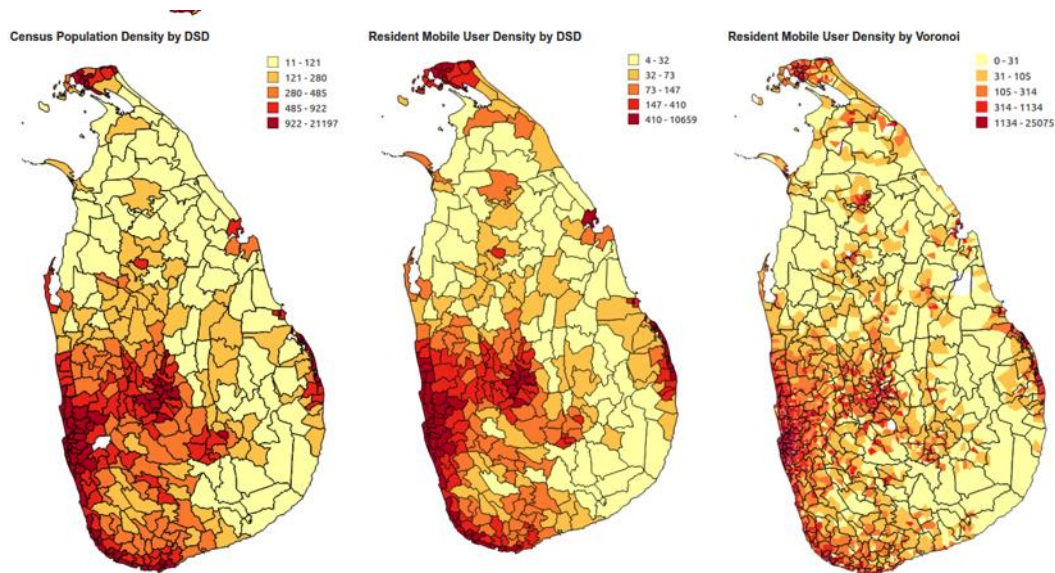 Census Population Density by DSD
11 - 121
121 - 280
280 - 485
485 - 922
922 - 21197
Resident Mobile User Density by DSD
4 - 32
32 - 73
73 - 147
147 - 410
410 - 10659
Resident Mobile User Density by Voronoi
0 - 31
31 - 105
105 - 314
314 - 1134
1134 - 25075